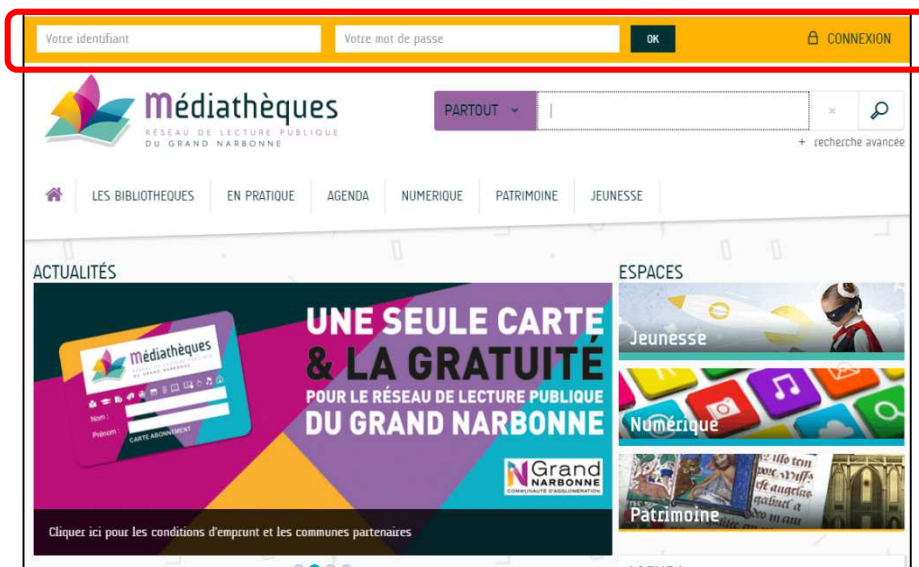 Votre identifiant
Votre mot de passe
OK
CONNEXION
Médiathèques
RÉSEAU DE LECTURE PUBLIQUE
DU GRAND NARBONNE
PARTOUT
+ recherche avancée
LES BIBLIOTHEQUES
EN PRATIQUE
AGENDA
NUMERIQUE
PATRIMOINE
JEUNESSE
ACTUALITÉS
Médiathèques
Nom :
Prénom :
CARTE ABONNEMENT
UNE SEULE CARTE
& LA GRATUITÉ
POUR LE RÉSEAU DE LECTURE PUBLIQUE
DU GRAND NARBONNE
Grand
NARBONNE
COMMUNAUTÉ D'AGGLOMÉRATION
Cliquer ici pour les conditions d'emprunt et les communes partenaires
ESPACES
Jeunesse
Numérique
Patrimoine